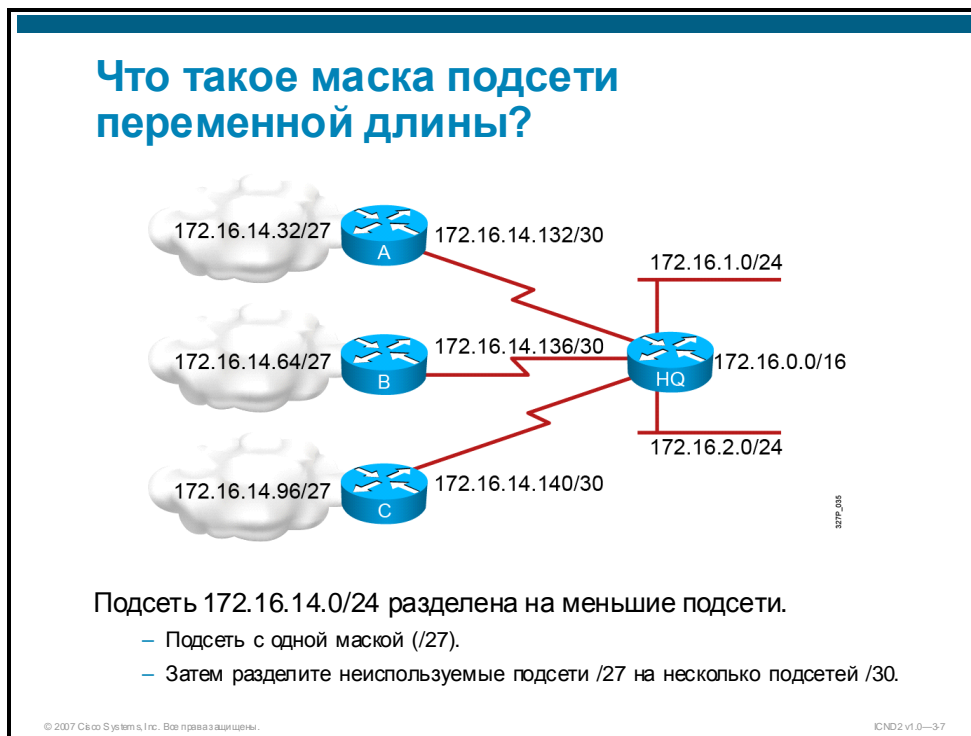 Что такое маска подсети
переменной длины?
172.16.14.32/27
A
172.16.14.132/30
172.16.1.0/24
172.16.14.64/27
B
172.16.14.136/30
HQ
172.16.0.0/16
172.16.2.0/24
172.16.14.96/27
C
172.16.14.140/30
327P_035
Подсеть 172.16.14.0/24 разделена на меньшие подсети.
– Подсеть с одной маской (/27).
– Затем разделите неиспользуемые подсети /27 на несколько подсетей /30.
© 2007 Cisco Systems, Inc. Все права защищены.
ICND2 v1.0—3-7